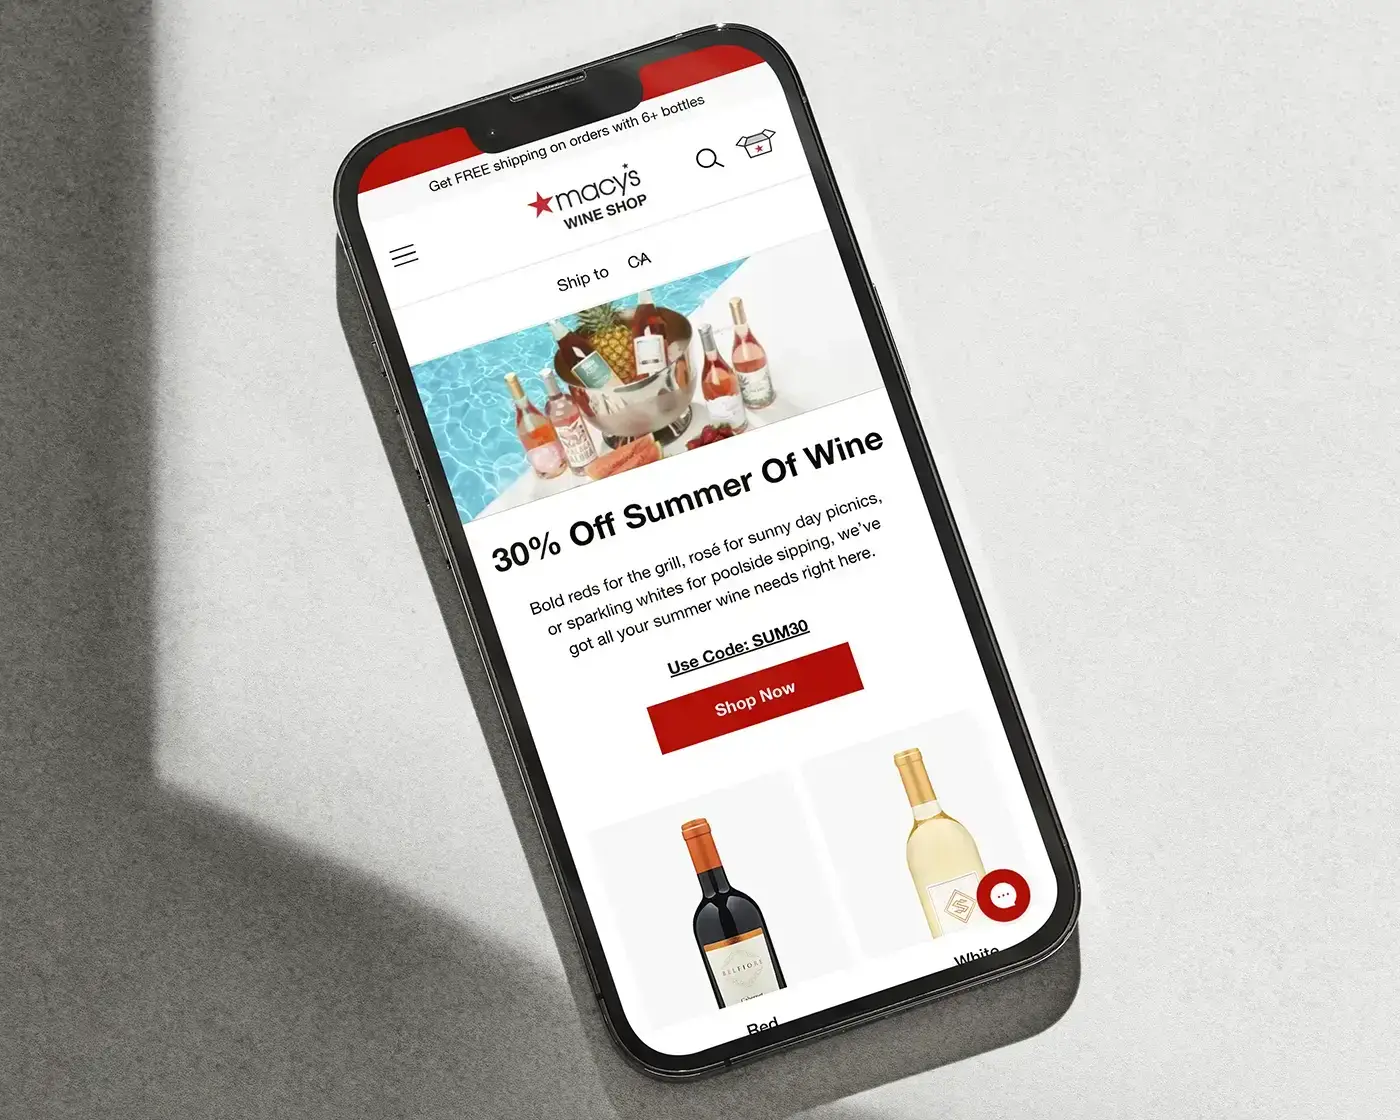 Get FREE shipping on orders with 6+ bottles
macy's
WINE SHOP
Ship to CA
30% Off Summer Of Wine
Bold reds for the grill, rosé for sunny day picnics,
or sparkling whites for poolside sipping, we've
got all your summer wine needs right here.
Use Code: SUM30
Shop Now
BELFIORE
Cabernet
S
Red
White